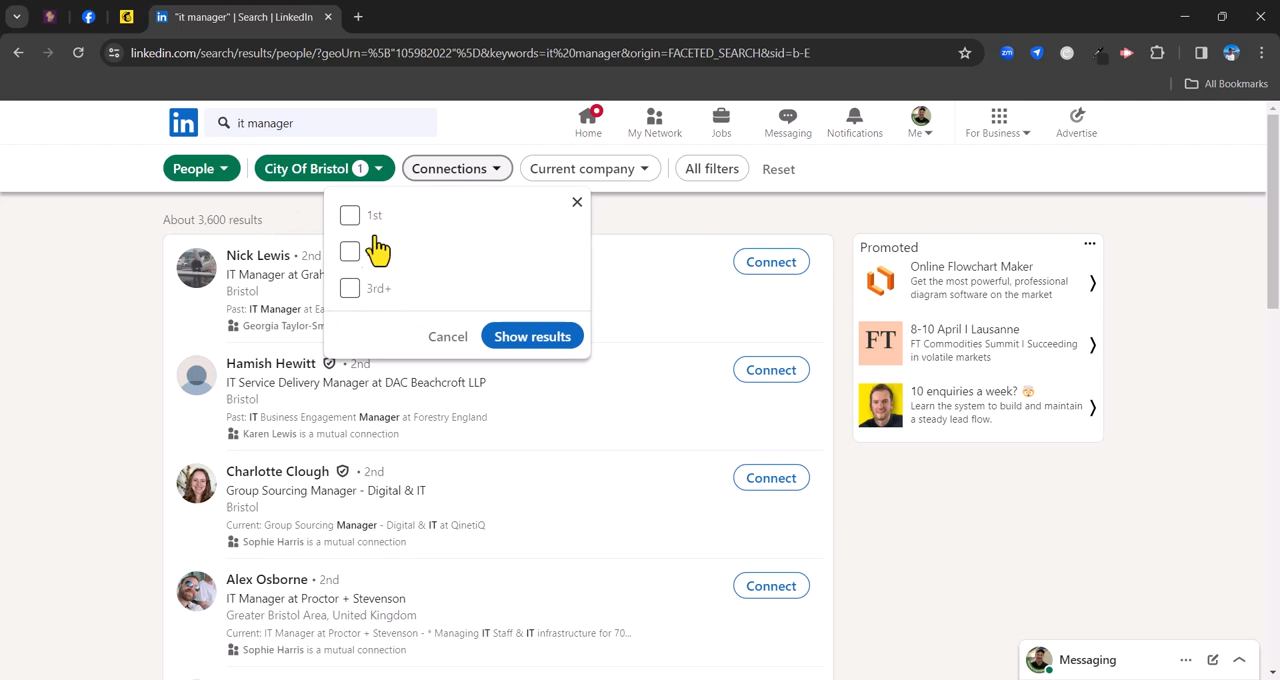 "it manager" | Search | LinkedIn
linkedin.com/search/results/people/?geoUrn=%5B"105982022"%5D&keywords=it%20manager&origin=FACETED_SEARCH&sid=b-E
All Bookmarks
in
it manager
Home
My Network
Jobs
Messaging
Notifications
Me
For Business
Advertise
People
City Of Bristol 1
Connections
Current company
All filters
Reset
1st
3rd+
Cancel
Show results
About 3,600 results
Nick Lewis • 2nd
IT Manager at Grah
Bristol
Past: IT Manager at Ea
Georgia Taylor-Sm
Connect
Hamish Hewitt • 2nd
IT Service Delivery Manager at DAC Beachcroft LLP
Bristol
Past: IT Business Engagement Manager at Forestry England
Karen Lewis is a mutual connection
Connect
Charlotte Clough • 2nd
Group Sourcing Manager - Digital & IT
Bristol
Current: Group Sourcing Manager - Digital & IT at QinetiQ
Sophie Harris is a mutual connection
Connect
Alex Osborne • 2nd
IT Manager at Proctor + Stevenson
Greater Bristol Area, United Kingdom
Current: IT Manager at Proctor + Stevenson - * Managing IT Staff & IT infrastructure for 70...
Sophie Harris is a mutual connection
Connect
Promoted
Online Flowchart Maker
Get the most powerful, professional
diagram software on the market
FT
8-10 April I Lausanne
FT Commodities Summit I Succeeding
in volatile markets
10 enquiries a week? 🤯
Learn the system to build and maintain
a steady lead flow.
Messaging